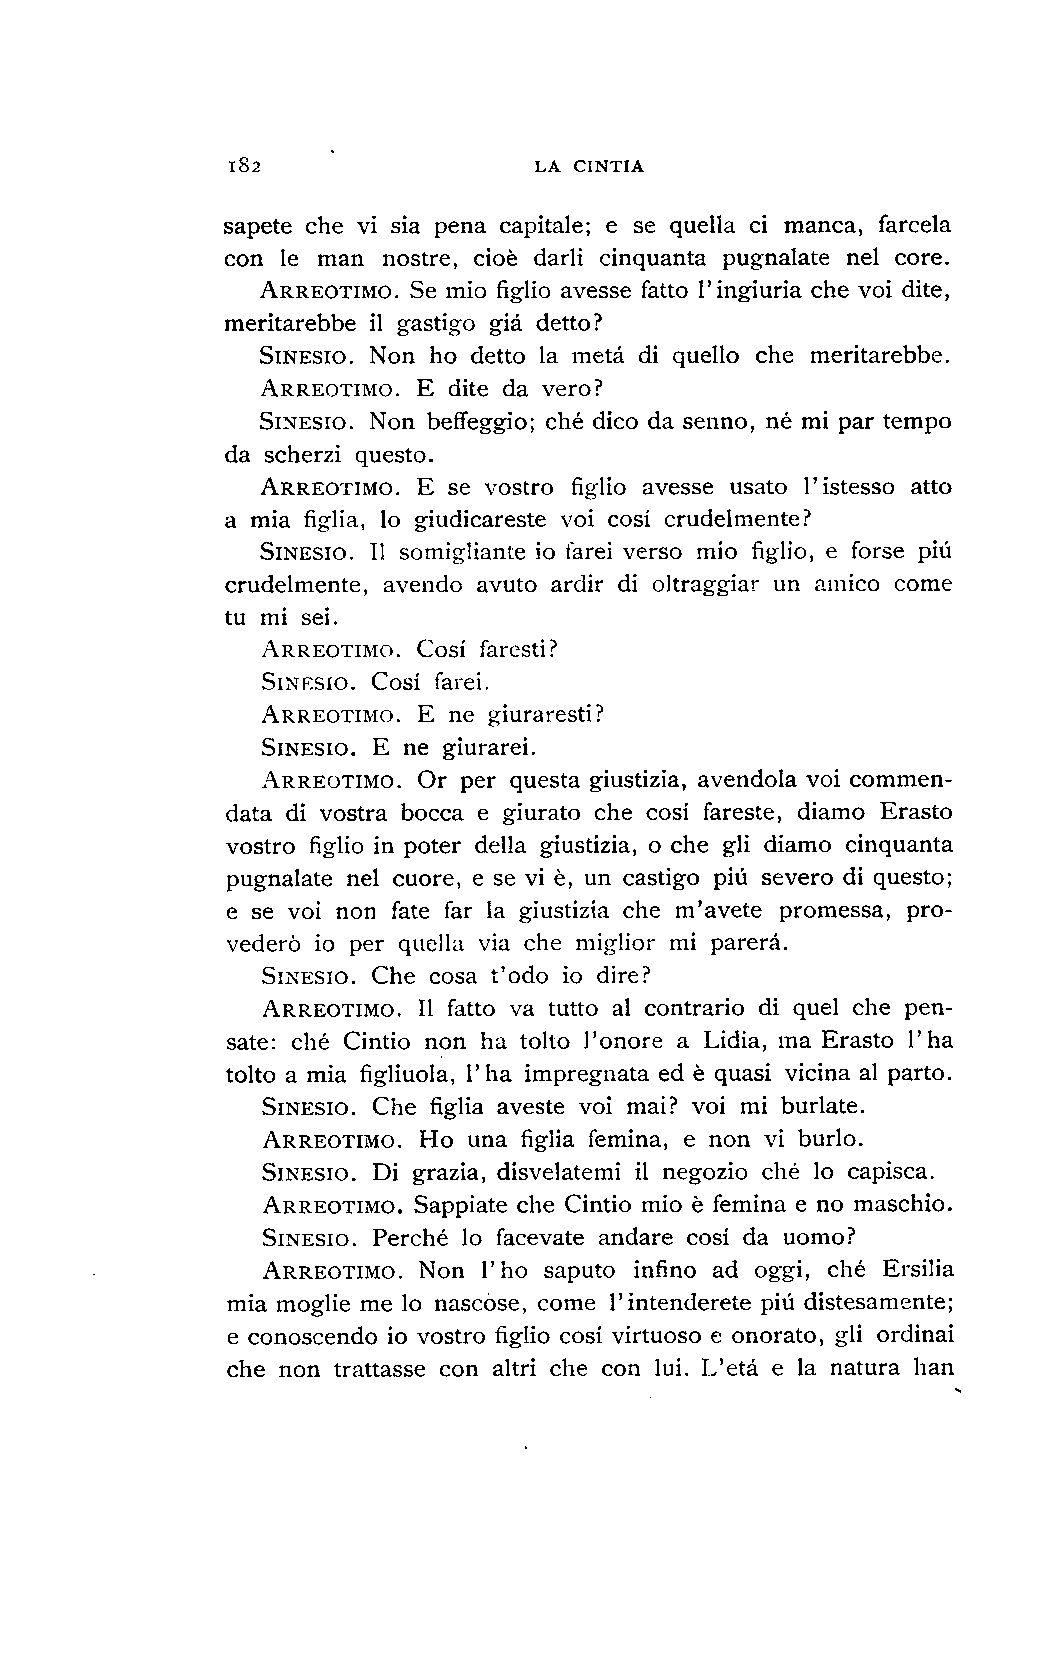 182 LA CINTIA
sapete che vi sia pena capitale; e se quella ci manca, farcela
con le man nostre, cioè darli cinquanta pugnalate nel core.
ARREOTIMO. Se mio figlio avesse fatto l'ingiuria che voi dite,
meritarebbe il gastigo giá detto?
SINESIO. Non ho detto la metá di quello che meritarebbe.
ARREOTIMO. E dite da vero?
SINESIO. Non beffeggio; ché dico da senno, né mi par tempo
da scherzi questo.
ARREOTIMO. E se vostro figlio avesse usato l'istesso atto
a mia figlia, lo giudicareste voi cosí crudelmente?
SINESIO. Il somigliante io farei verso mio figlio, e forse piú
crudelmente, avendo avuto ardir di oltraggiar un amico come
tu mi sei.
ARREOTIMO. Cosí faresti?
SINESIO. Cosí farei.
ARREOTIMO. E ne giuraresti?
SINESIO. E ne giurarei.
ARREOTIMO. Or per questa giustizia, avendola voi commen-
data di vostra bocca e giurato che cosí fareste, diamo Erasto
vostro figlio in poter della giustizia, o che gli diamo cinquanta
pugnalate nel cuore, e se vi è, un castigo piú severo di questo;
e se voi non fate far la giustizia che m'avete promessa, pro-
vederò io per quella via che miglior mi parerá.
SINESIO. Che cosa t'odo io dire?
ARREOTIMO. Il fatto va tutto al contrario di quel che pen-
sate: ché Cintio non ha tolto l'onore a Lidia, ma Erasto l'ha
tolto a mia figliuola, l'ha impregnata ed è quasi vicina al parto.
SINESIO. Che figlia aveste voi mai? voi mi burlate.
ARREOTIMO. Ho una figlia femina, e non vi burlo.
SINESIO. Di grazia, disvelatemi il negozio ché lo capisca.
ARREOTIMO. Sappiate che Cintio mio è femina e no maschio.
SINESIO. Perché lo facevate andare cosí da uomo?
ARREOTIMO. Non l'ho saputo infino ad oggi, ché Ersilia
mia moglie me lo nascose, come l'intenderete piú distesamente;
e conoscendo io vostro figlio cosí virtuoso e onorato, gli ordinai
che non trattasse con altri che con lui. L'etá e la natura han